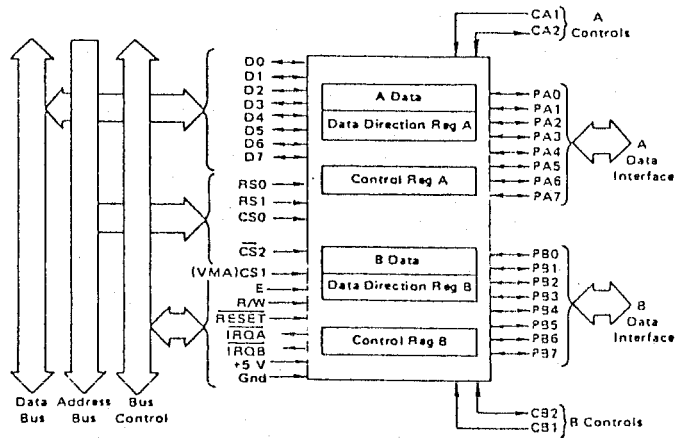 CA1
CA2
A
Controls
D0
D1
D2
D3
D4
D5
D6
D7
RS0
RS1
CS0
CS2
(VMA)CS1
E
R/W
RESET
IRQA
IRQB
+5 V
Gnd
A Data
Data Direction Reg A
Control Reg A
B Data
Data Direction Reg B
Control Reg B
PA0
PA1
PA2
PA3
PA4
PA5
PA6
PA7
A
Data
Interface
PB0
PB1
PB2
PB3
PB4
PB5
PB6
PB7
B
Data
Interface
CB2
CB1
B Controls
Data
Bus
Address
Bus
Bus
Control